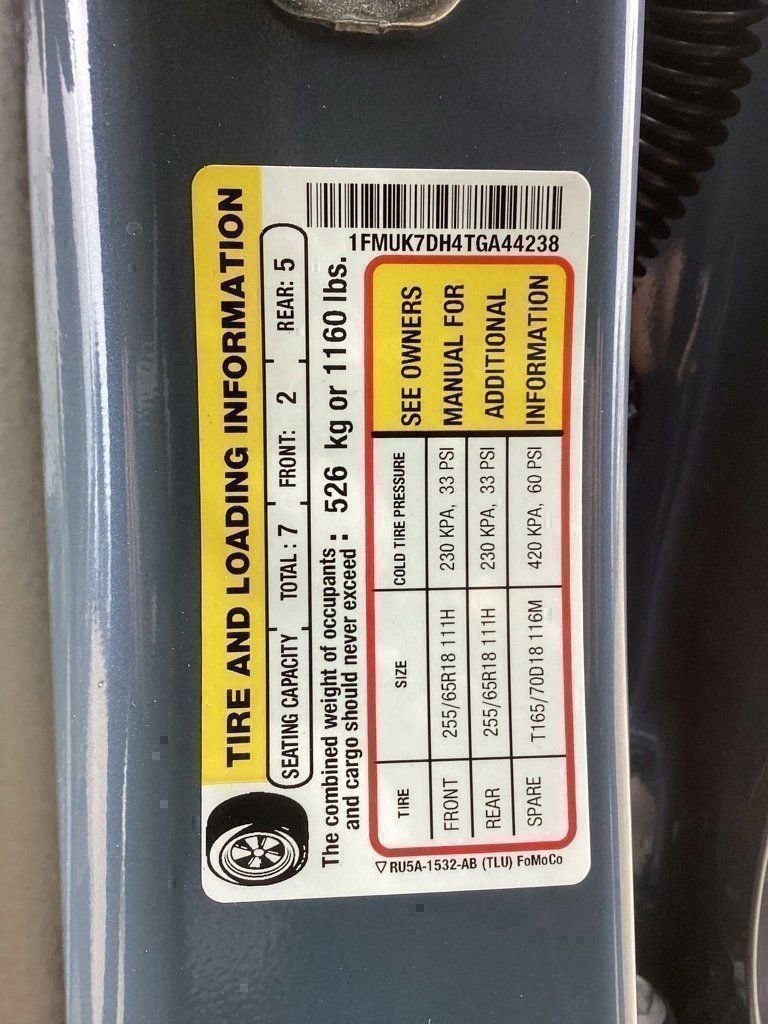 TIRE AND LOADING INFORMATION
SEATING CAPACITY TOTAL : 7 FRONT: 2 REAR: 5
The combined weight of occupants and cargo should never exceed : 526 kg or 1160 lbs.
1FMUK7DH4TGA44238
TIRE SIZE COLD TIRE PRESSURE
FRONT 255/65R18 111H 230 KPA, 33 PSI
REAR 255/65R18 111H 230 KPA, 33 PSI
SPARE T165/70D18 116M 420 KPA, 60 PSI
SEE OWNERS
MANUAL FOR
ADDITIONAL
INFORMATION
▽ RU5A-1532-AB (TLU) FoMoCo